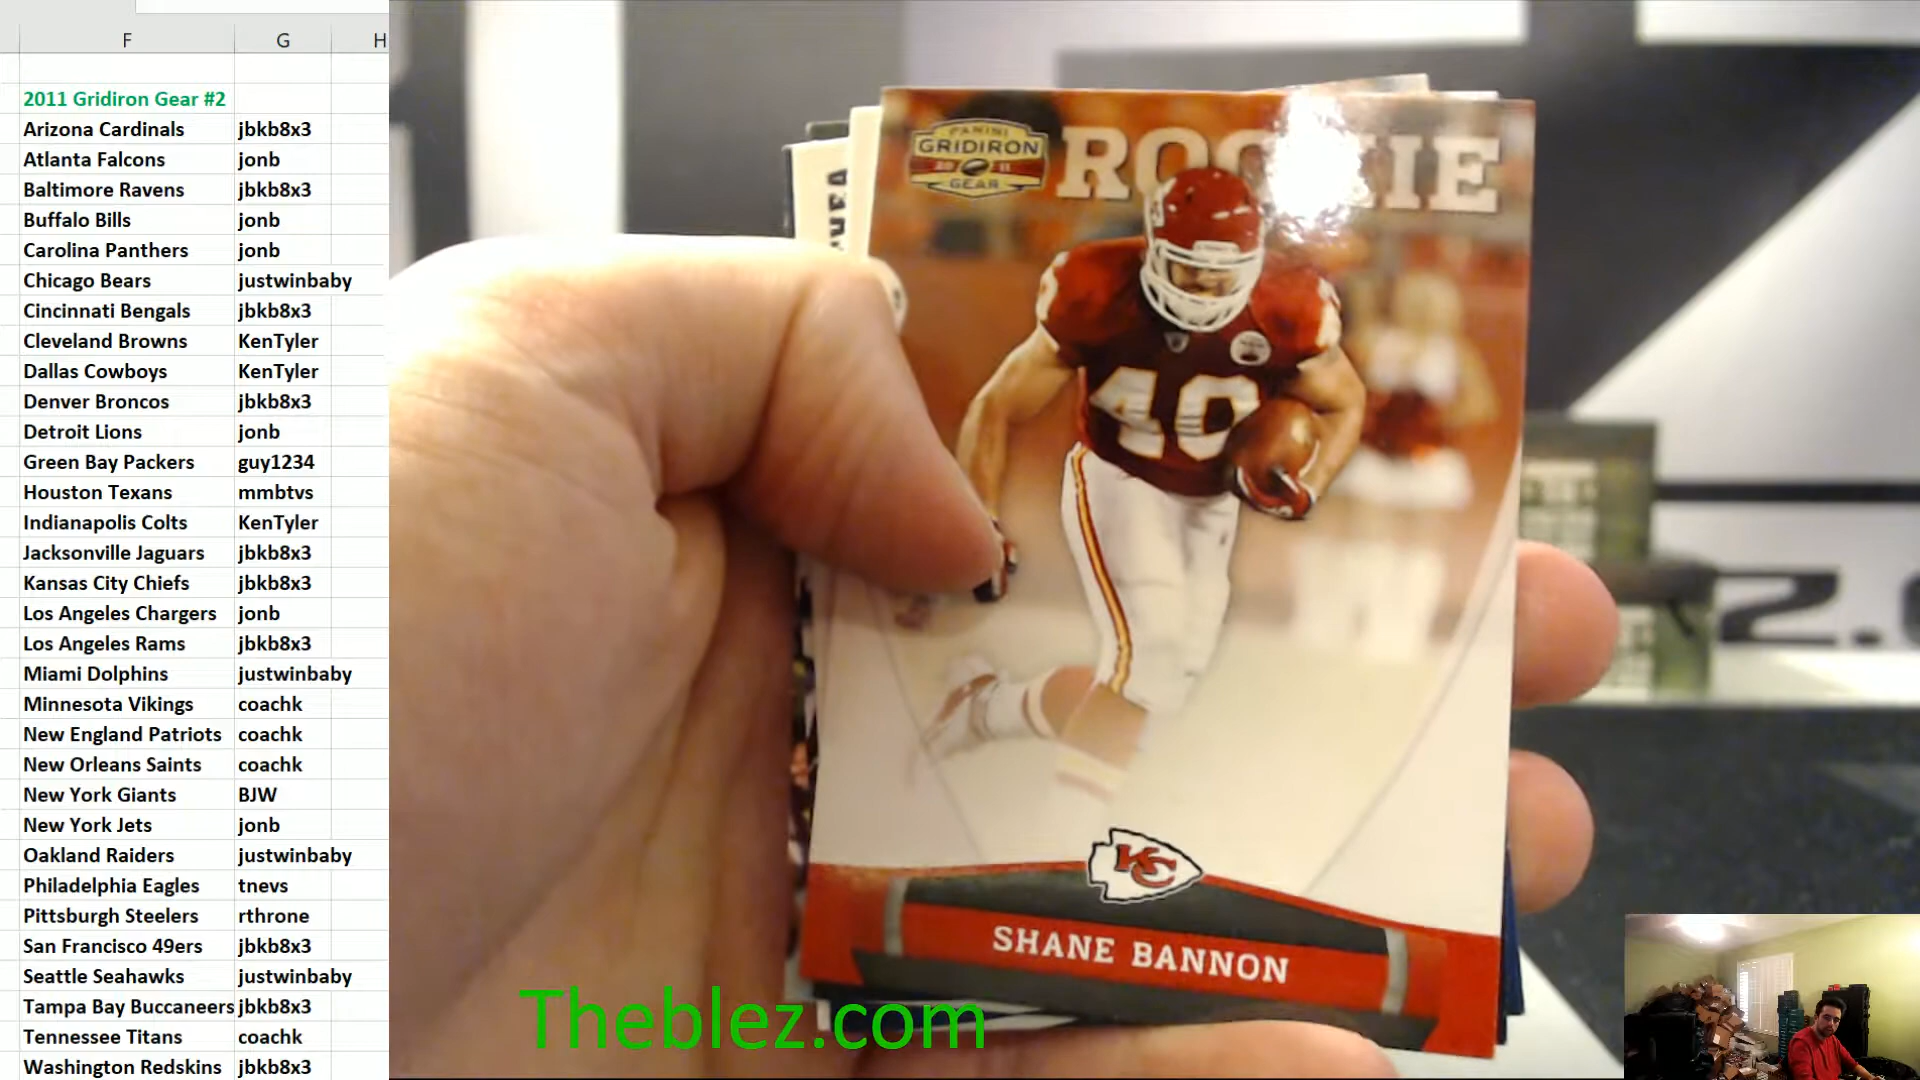 F G H
2011 Gridiron Gear #2
Arizona Cardinals jbkb8x3
Atlanta Falcons jonb
Baltimore Ravens jbkb8x3
Buffalo Bills jonb
Carolina Panthers jonb
Chicago Bears justwinbaby
Cincinnati Bengals jbkb8x3
Cleveland Browns KenTyler
Dallas Cowboys KenTyler
Denver Broncos jbkb8x3
Detroit Lions jonb
Green Bay Packers guy1234
Houston Texans mmbtvs
Indianapolis Colts KenTyler
Jacksonville Jaguars jbkb8x3
Kansas City Chiefs jbkb8x3
Los Angeles Chargers jonb
Los Angeles Rams jbkb8x3
Miami Dolphins justwinbaby
Minnesota Vikings coachk
New England Patriots coachk
New Orleans Saints coachk
New York Giants BJW
New York Jets jonb
Oakland Raiders justwinbaby
Philadelphia Eagles tnevs
Pittsburgh Steelers rthrone
San Francisco 49ers jbkb8x3
Seattle Seahawks justwinbaby
Tampa Bay Buccaneers jbkb8x3
Tennessee Titans coachk
Washington Redskins jbkb8x3
PANINI
GRIDIRON
20 11
GEAR
ROOKIE
40
KC
SHANE BANNON
Theblez.com